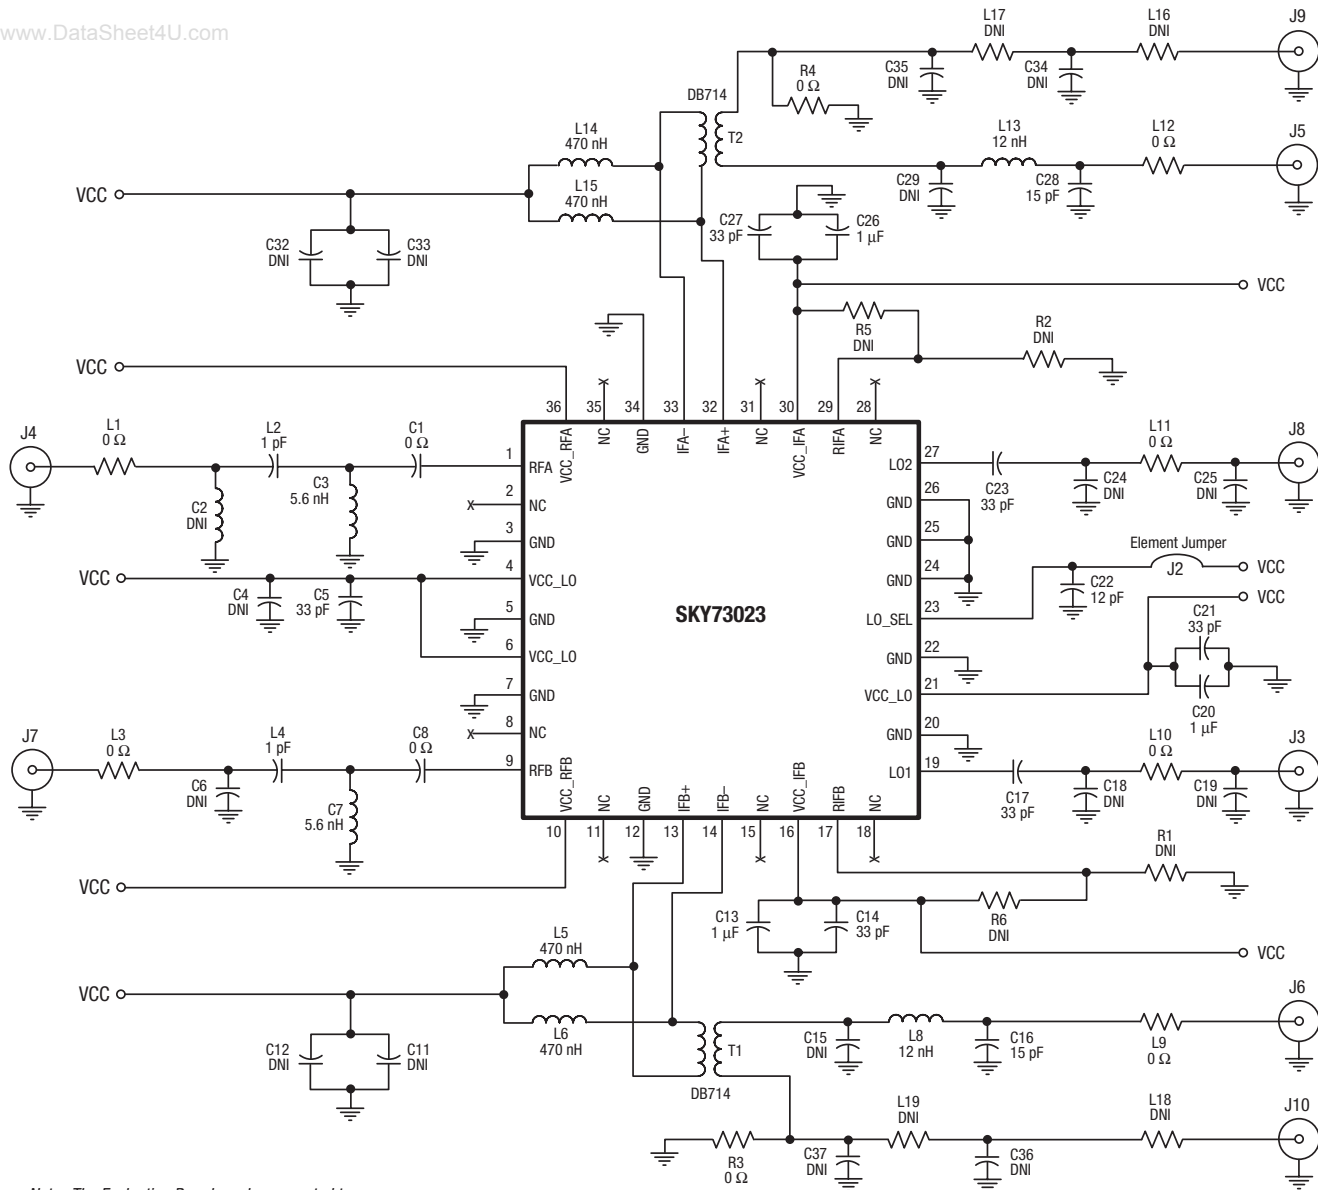 www.DataSheet4U.com
L17
DNI
L16
DNI
J9
C35
DNI
C34
DNI
R4
0 Ω
DB714
T2
L14
470 nH
L15
470 nH
L13
12 nH
L12
0 Ω
J5
C29
DNI
C28
15 pF
VCC
C32
DNI
C33
DNI
C27
33 pF
C26
1 µF
VCC
R5
DNI
R2
DNI
VCC
36
35
34
33
32
31
30
29
28
VCC_RFA
NC
GND
IFA–
IFA+
NC
VCC_IFA
RIFA
NC
J4
L1
0 Ω
L2
1 pF
C1
0 Ω
C2
DNI
C3
5.6 nH
1
RFA
2
NC
3
GND
4
VCC_LO
5
GND
6
VCC_LO
7
GND
8
NC
9
RFB
VCC
C4
DNI
C5
33 pF
SKY73023
LO2
27
GND
26
GND
25
GND
24
LO_SEL
23
GND
22
VCC_LO
21
GND
20
LO1
19
C23
33 pF
C24
DNI
L11
0 Ω
C25
DNI
J8
Element Jumper
J2
VCC
C22
12 pF
VCC
C21
33 pF
C20
1 µF
J7
L3
0 Ω
L4
1 pF
C8
0 Ω
C6
DNI
C7
5.6 nH
C17
33 pF
C18
DNI
L10
0 Ω
C19
DNI
J3
VCC_RFB
NC
GND
IFB+
IFB–
NC
VCC_IFB
RIFB
NC
10
11
12
13
14
15
16
17
18
VCC
R1
DNI
R6
DNI
C13
1 µF
C14
33 pF
VCC
L5
470 nH
L6
470 nH
VCC
C12
DNI
C11
DNI
T1
DB714
C15
DNI
L8
12 nH
C16
15 pF
L9
0 Ω
J6
R3
0 Ω
C37
DNI
L19
DNI
C36
DNI
L18
DNI
J10